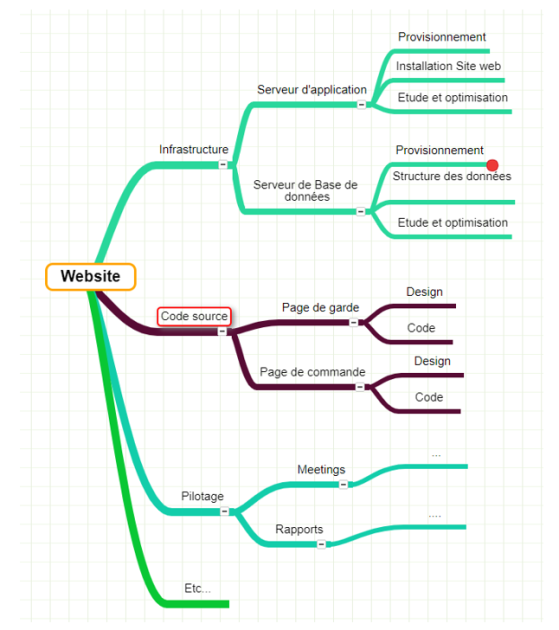 Website
Infrastructure
Serveur d'application
Provisionnement
Installation Site web
Etude et optimisation
Serveur de Base de
données
Provisionnement
Structure des données
Etude et optimisation
Code source
Page de garde
Design
Code
Page de commande
Design
Code
Pilotage
Meetings
...
Rapports
....
Etc...